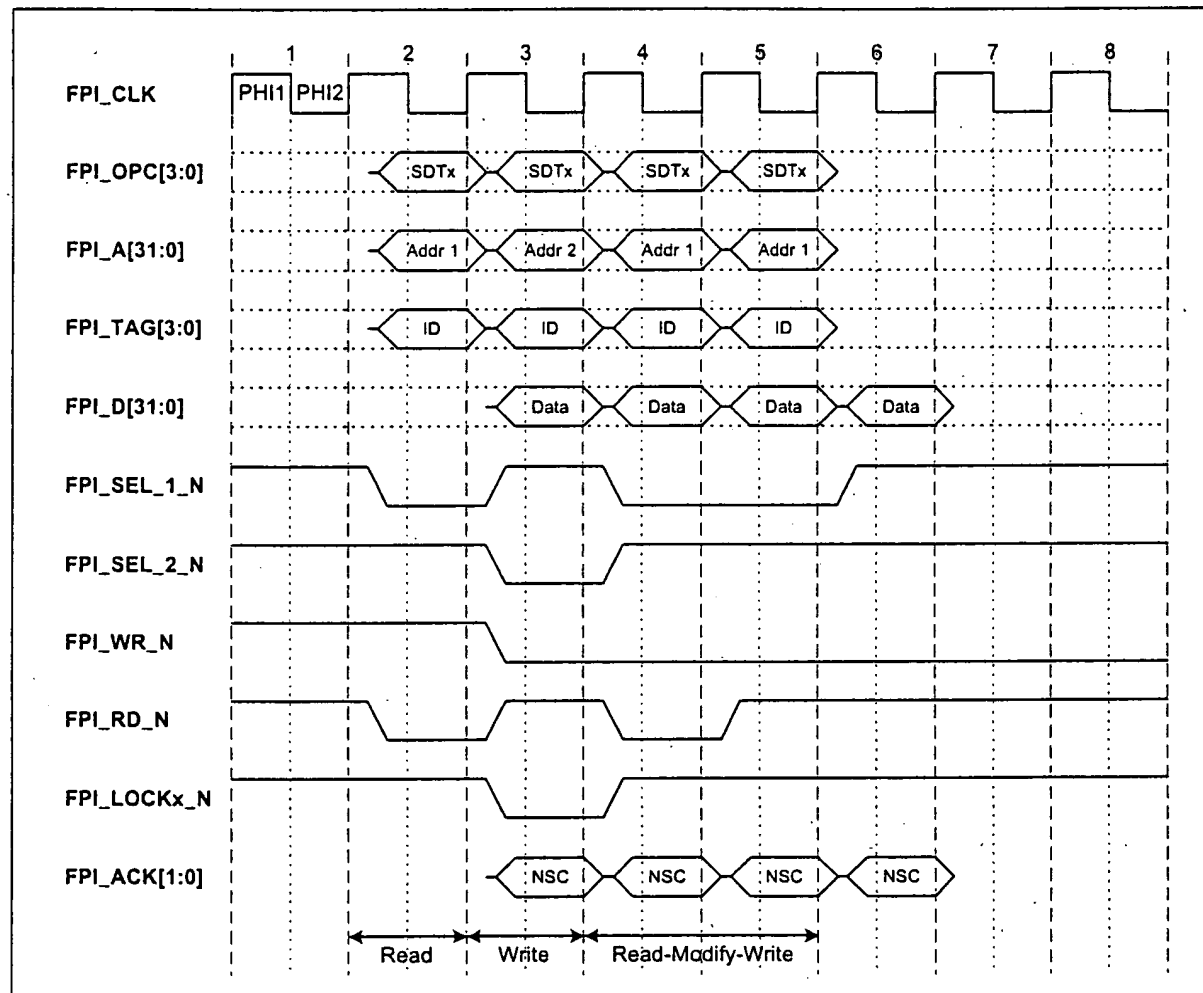 1 2 3 4 5 6 7 8
FPI_CLK PHI1 PHI2
FPI_OPC[3:0] SDTx SDTx SDTx SDTx
FPI_A[31:0] Addr 1 Addr 2 Addr 1 Addr 1
FPI_TAG[3:0] ID ID ID ID
FPI_D[31:0] Data Data Data Data
FPI_SEL_1_N
FPI_SEL_2_N
FPI_WR_N
FPI_RD_N
FPI_LOCKx_N
FPI_ACK[1:0] NSC NSC NSC NSC
Read Write Read-Modify-Write